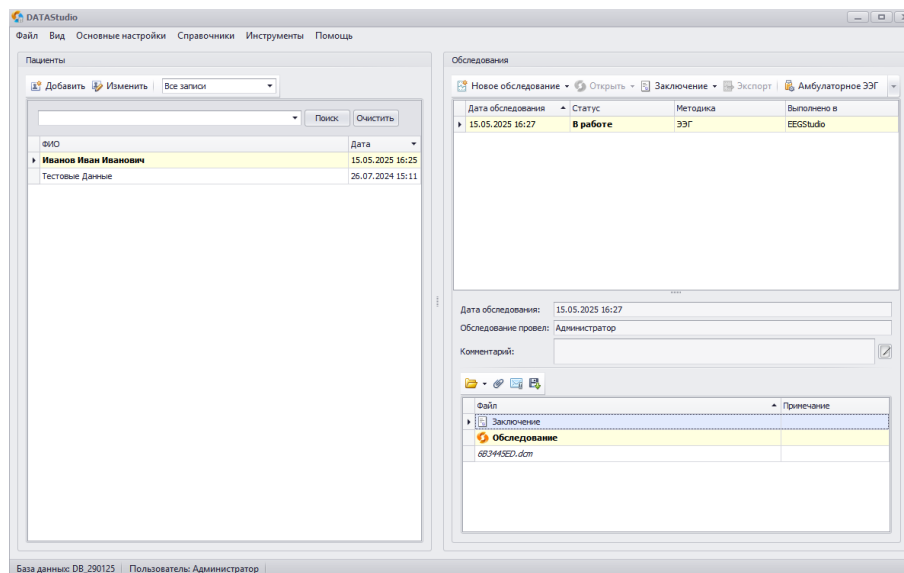 DATAStudio
Файл Вид Основные настройки Справочники Инструменты Помощь
Пациенты
Добавить Изменить Все записи
Поиск Очистить
ФИО Дата
Иванов Иван Иванович 15.05.2025 16:25
Тестовые Данные 26.07.2024 15:11
Обследования
Новое обследование Открыть Заключение Экспорт Амбулаторное ЭЭГ
Дата обследования Статус Методика Выполнено в
15.05.2025 16:27 В работе ЭЭГ EEGStudio
Дата обследования: 15.05.2025 16:27
Обследование провел: Администратор
Комментарий:
Файл Примечание
Заключение
Обследование
6B3445ED.dcm
База данных: DB_290125 Пользователь: Администратор